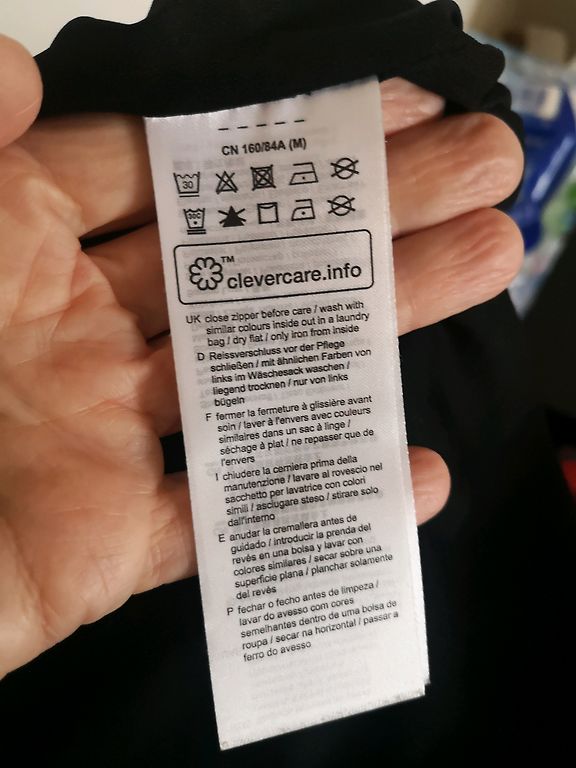 CN 160/84A (M)
30
30C
TM
clevercare.info
UK close zipper before care / wash with
similar colours inside out in a laundry
bag / dry flat / only iron from inside
D Reissverschluss vor der Pflege
schließen / mit ähnlichen Farben von
links im Wäschesack waschen /
liegend trocknen / nur von links
bügeln
F fermer la fermeture à glissière avant
soin / laver à l'envers avec couleurs
similaires dans un sac à linge /
séchage à plat / ne repasser que de
l'envers
I chiudere la cerniera prima della
manutenzione / lavare al rovescio nel
sacchetto per lavatrice con colori
simili / asciugare steso / stirare solo
dall'interno
E anudar la cremallera antes de
guidado / introducir la prenda del
revés en una bolsa y lavar con
colores similares / secar sobre una
superficie plana / planchar solamente
del revés
P fechar o fecho antes de limpeza /
lavar do avesso com cores
semelhantes dentro de uma bolsa de
roupa / secar na horizontal / passar a
ferro do avesso